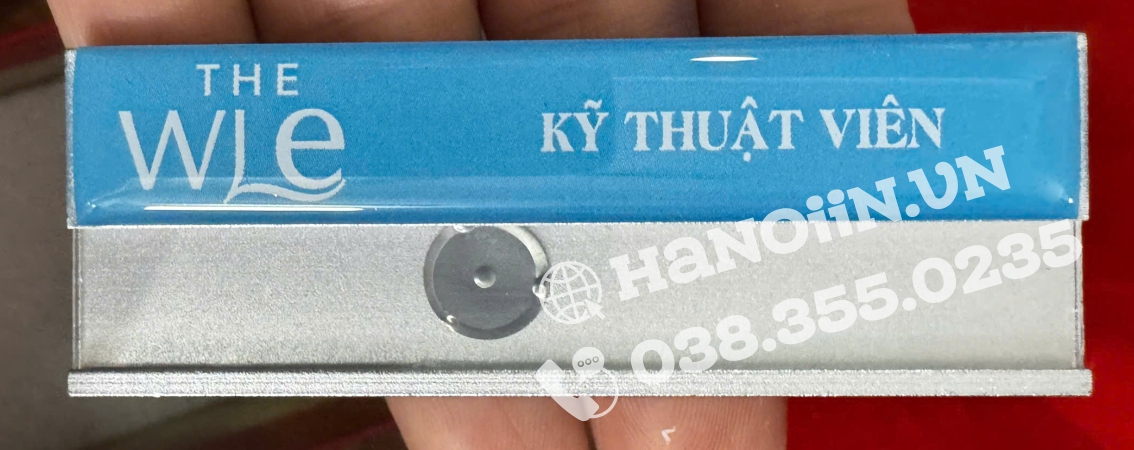 THE
WLe
KỸ THUẬT VIÊN
HaNOiiN.VN
038.355.0235